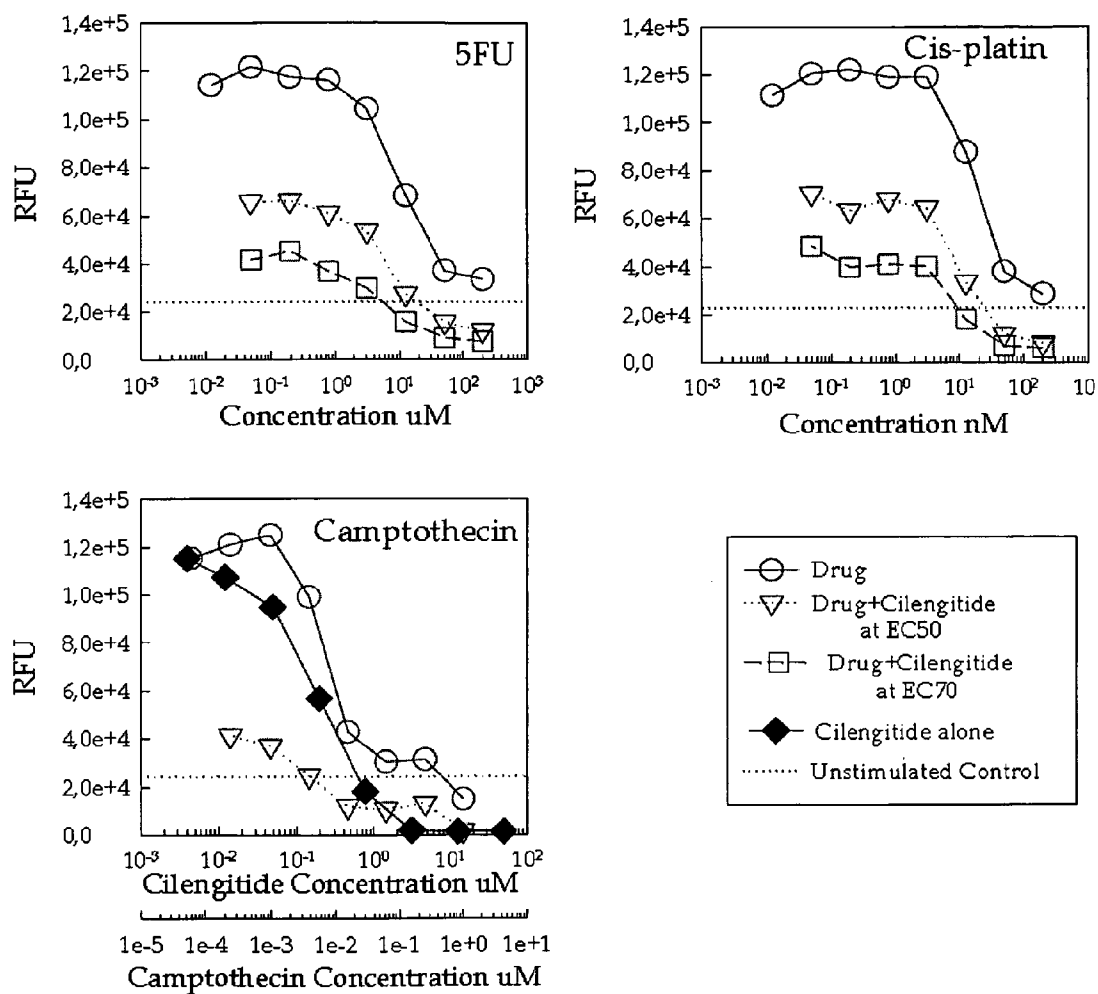 5FU
1,4e+5
1,2e+5
1,0e+5
8,0e+4
6,0e+4
4,0e+4
2,0e+4
0,0
RFU
10-3 10-2 10-1 100 101 102 103
Concentration uM
Cis-platin
1,4e+5
1,2e+5
1,0e+5
8,0e+4
6,0e+4
4,0e+4
2,0e+4
0,0
RFU
10-3 10-2 10-1 100 101 102 10
Concentration nM
Camptothecin
1,4e+5
1,2e+5
1,0e+5
8,0e+4
6,0e+4
4,0e+4
2,0e+4
0,0
RFU
10-3 10-2 10-1 100 101 102
Cilengitide Concentration uM
1e-5 1e-4 1e-3 1e-2 1e-1 1e+0 1e+1
Camptothecin Concentration uM
Drug
Drug+Cilengitide
at EC50
Drug+Cilengitide
at EC70
Cilengitide alone
Unstimulated Control